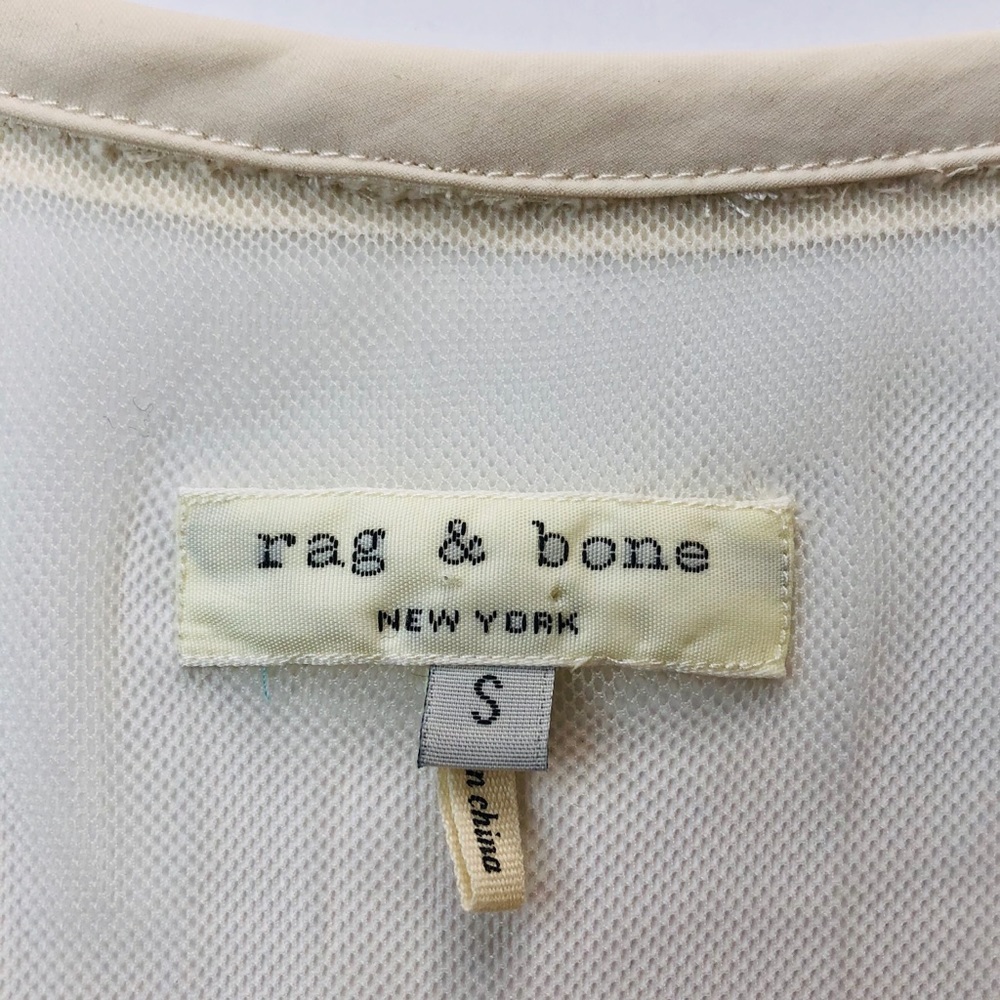 rag & bone
NEW YORK
S
n china